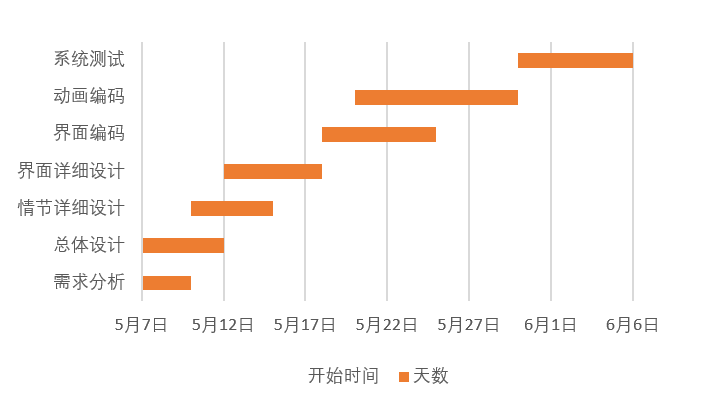 系统测试
动画编码
界面编码
界面详细设计
情节详细设计
总体设计
需求分析
5月7日 5月12日 5月17日 5月22日 5月27日 6月1日 6月6日
开始时间 天数